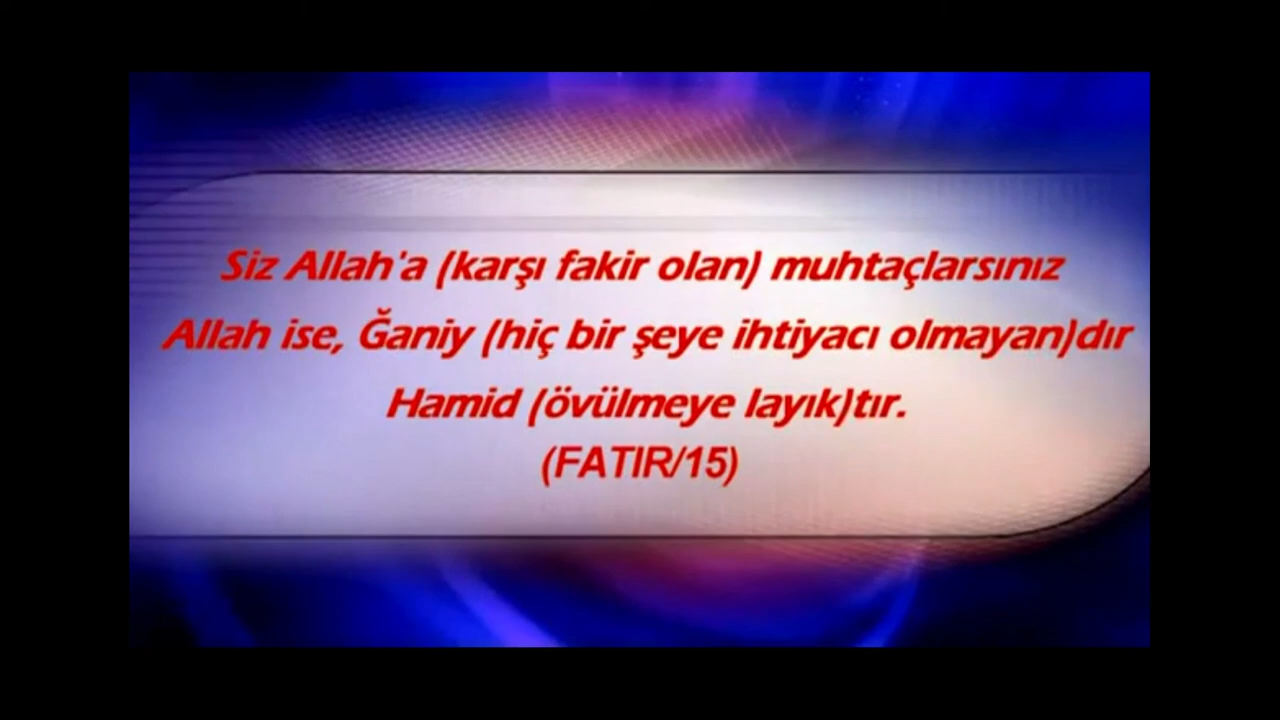 Siz Allah'a (karşı fakir olan) muhtaçlarsınız
Allah ise, Ğaniy (hiç bir şeye ihtiyacı olmayan)dır
Hamid (övülmeye layık)tır.
(FATIR/15)